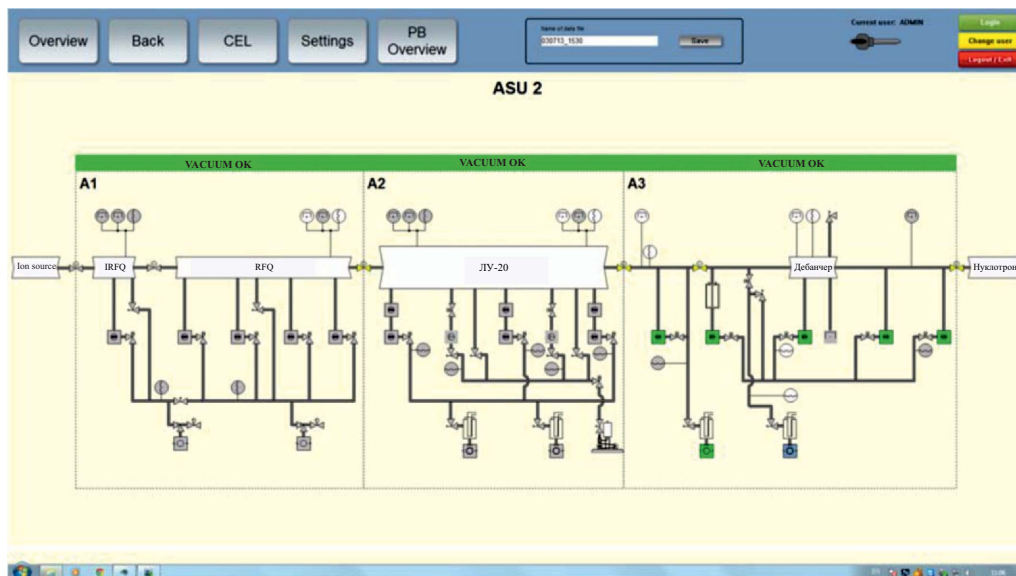 Overview
Back
CEL
Settings
PB
Overview
Name of data file
030713_1530
Save
Current user: ADMIN
Login
Change user
Logout / Exit
ASU 2
VACUUM OK
VACUUM OK
VACUUM OK
A1
A2
A3
Ion source
IRFQ
RFQ
ЛУ-20
Дебанчер
Нуклотрон
EN